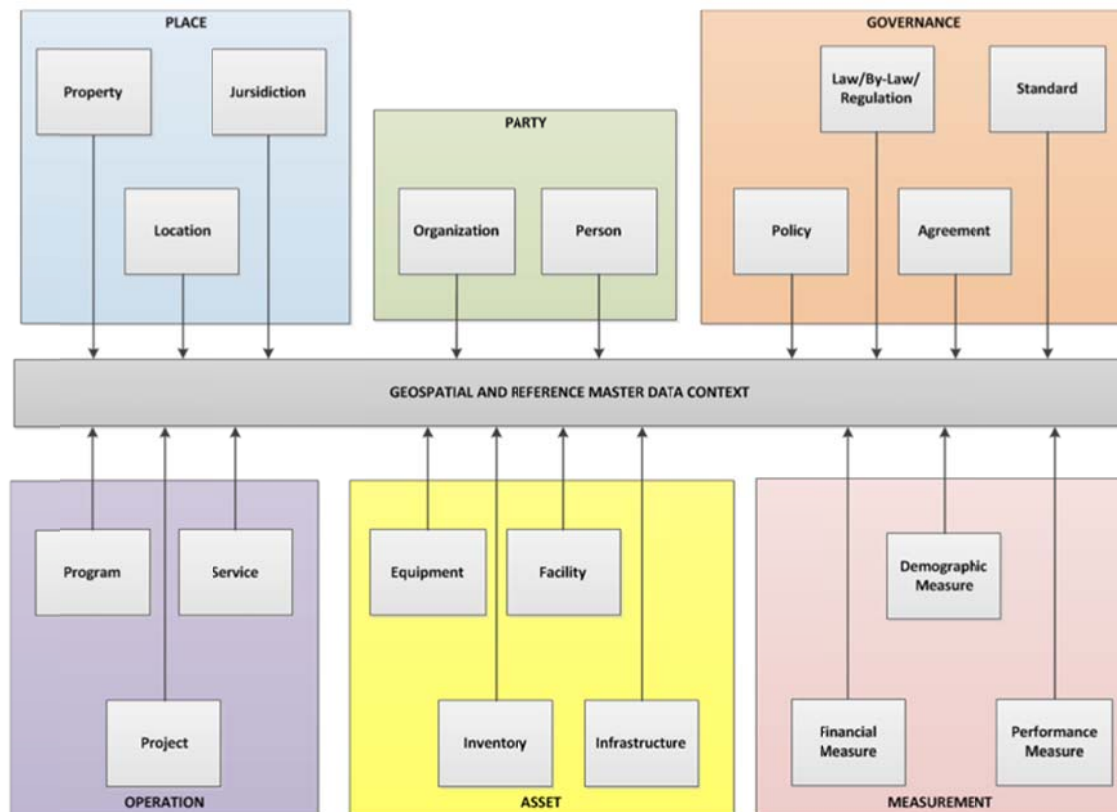 PLACE
Property
Jursidiction
Location
PARTY
Organization
Person
GOVERNANCE
Law/By-Law/
Regulation
Standard
Policy
Agreement
GEOSPATIAL AND REFERENCE MASTER DATA CONTEXT
Program
Service
Project
OPERATION
Equipment
Facility
Inventory
Infrastructure
ASSET
Demographic
Measure
Financial
Measure
Performance
Measure
MEASUREMENT